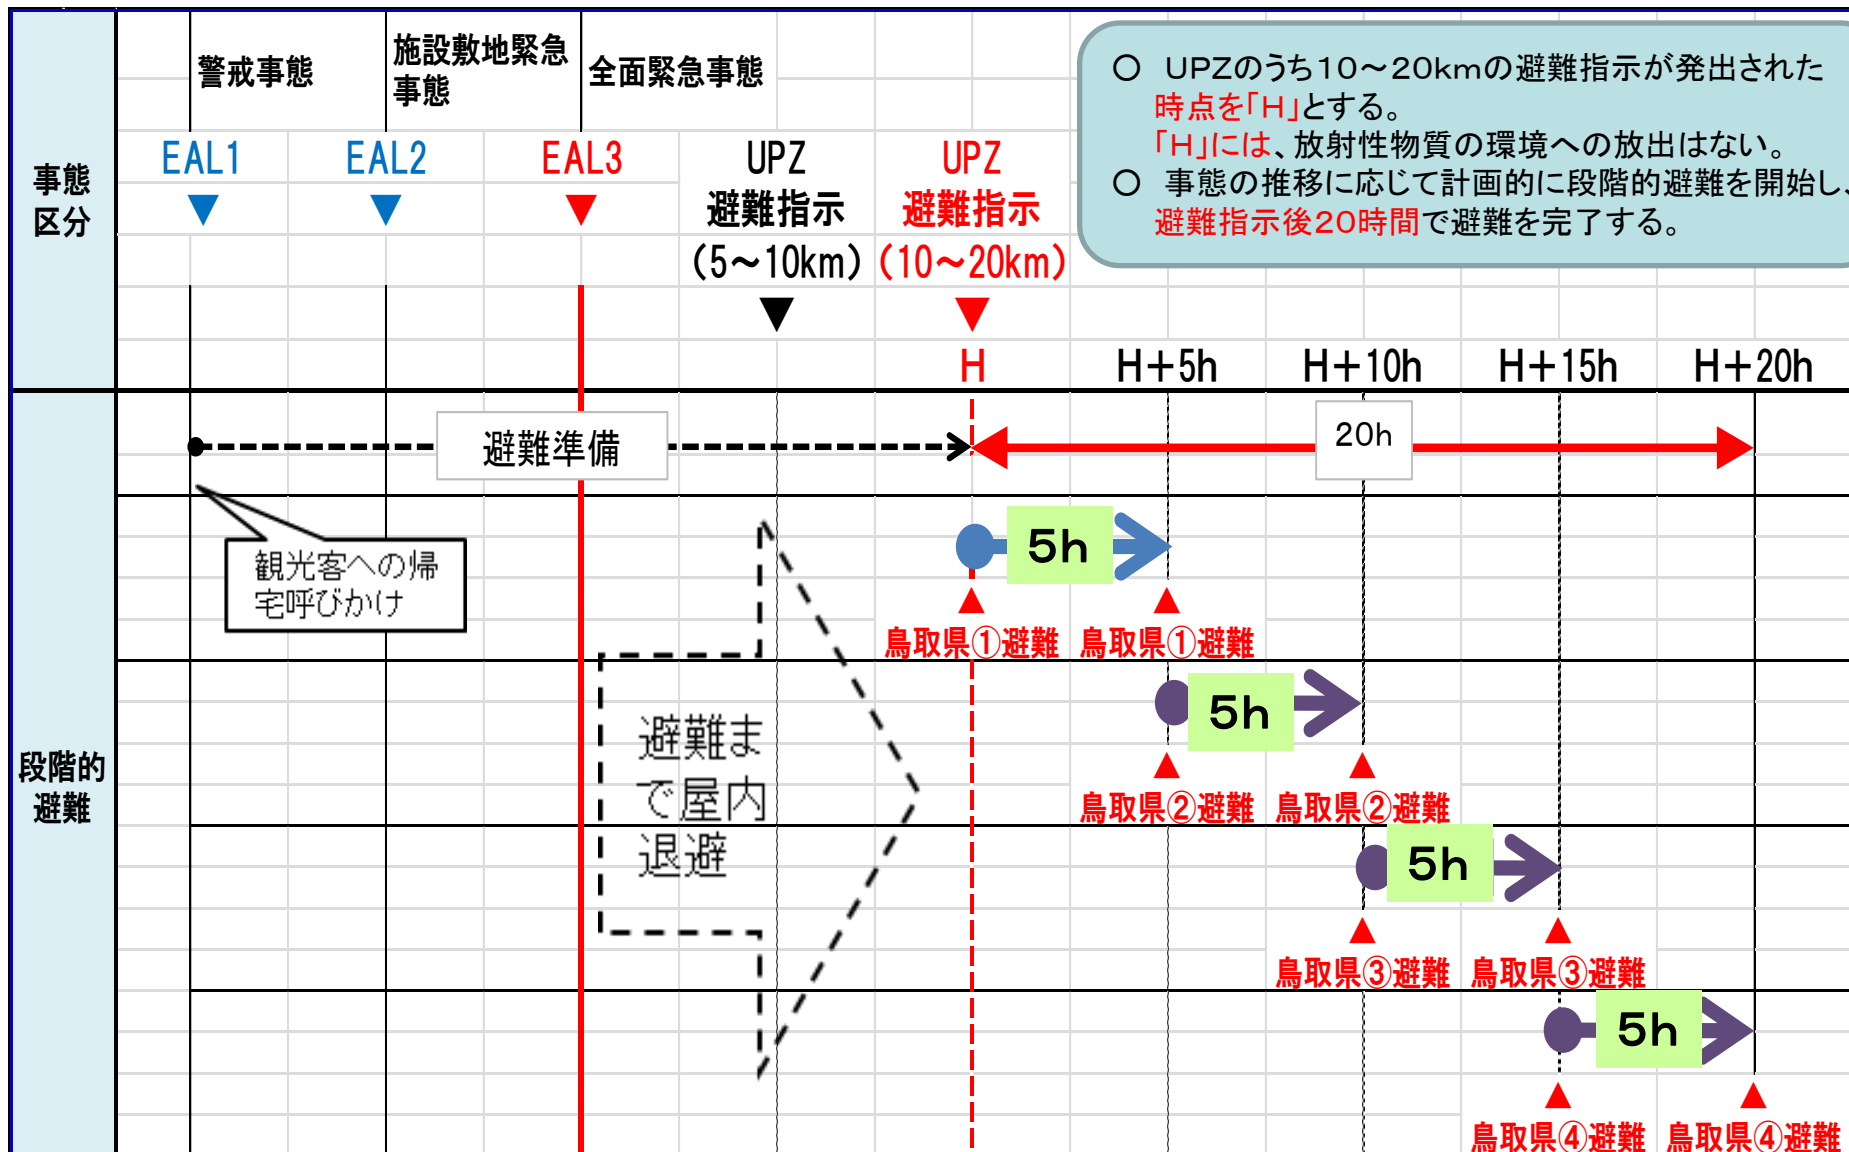 警戒事態
施設敷地緊急
事態
全面緊急事態
○ UPZのうち10～20kmの避難指示が発出された
時点を「H」とする。
「H」には、放射性物質の環境への放出はない。
○ 事態の推移に応じて計画的に段階的避難を開始し、
避難指示後20時間で避難を完了する。
事態
区分
EAL1
EAL2
EAL3
UPZ
避難指示
(5～10km)
UPZ
避難指示
(10～20km)
H
H+5h
H+10h
H+15h
H+20h
段階的
避難
避難準備
20h
観光客への帰
宅呼びかけ
避難ま
で屋内
退避
5h
鳥取県①避難
鳥取県①避難
5h
鳥取県②避難
鳥取県②避難
5h
鳥取県③避難
鳥取県③避難
5h
鳥取県④避難
鳥取県④避難